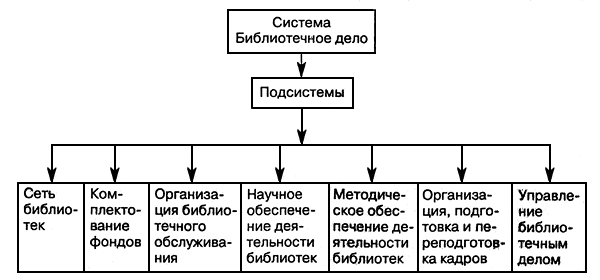 Система
Библиотечное дело
Подсистемы
Сеть
библио-
тек
Ком-
плекто-
вание
фондов
Организа-
ция библио-
течного
обслужива-
ния
Научное
обеспече-
ние дея-
тельности
библиотек
Методиче-
ское обес-
печение де-
ятельности
библиотек
Организа-
ция, подго-
товка и пе-
реподготов-
ка кадров
Управле-
ние
библио-
течным
делом